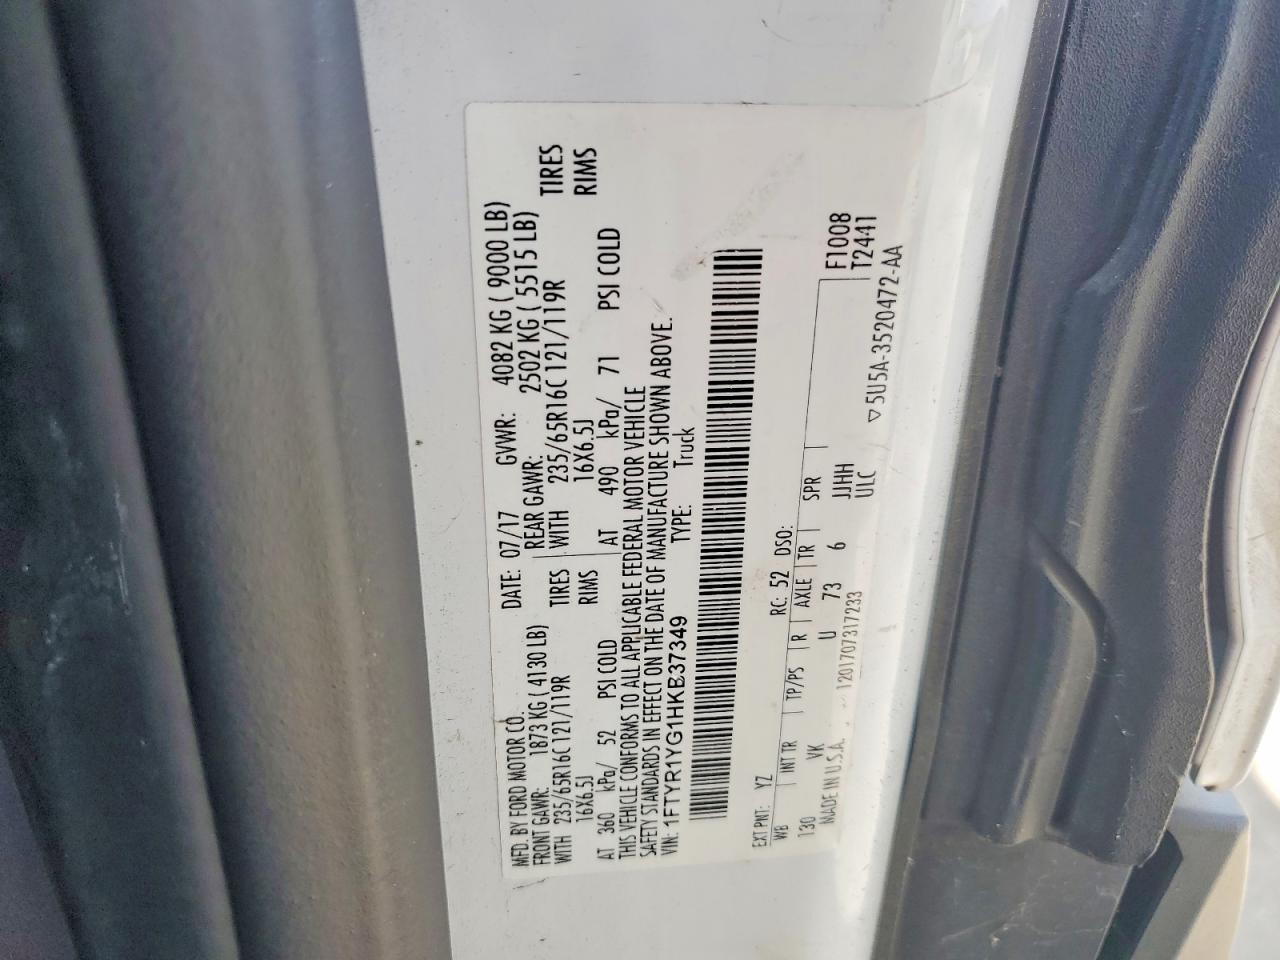 MFD. BY FORD MOTOR CO. DATE: 07/17 GVWR: 4082 KG ( 9000 LB)
FRONT GAWR: 1873 KG ( 4130 LB) REAR GAWR: 2502 KG ( 5515 LB)
WITH 235/65R16C 121/119R TIRES WITH 235/65R16C 121/119R TIRES
16X6.5J RIMS 16X6.5J RIMS
AT 360 kPa/ 52 PSI COLD AT 490 kPa/ 71 PSI COLD
THIS VEHICLE CONFORMS TO ALL APPLICABLE FEDERAL MOTOR VEHICLE
SAFETY STANDARDS IN EFFECT ON THE DATE OF MANUFACTURE SHOWN ABOVE.
VIN: 1FTYR1YG1HKB37349 TYPE: Truck
EXT PNT: YZ RC: 52 DSO:
WB INT TR TP/PS R AXLE TR SPR F1008
130 VK U 73 6 JJHH T2441
MADE IN U.S.A. 1201707317233 ULC
▽5U5A-3520472-AA